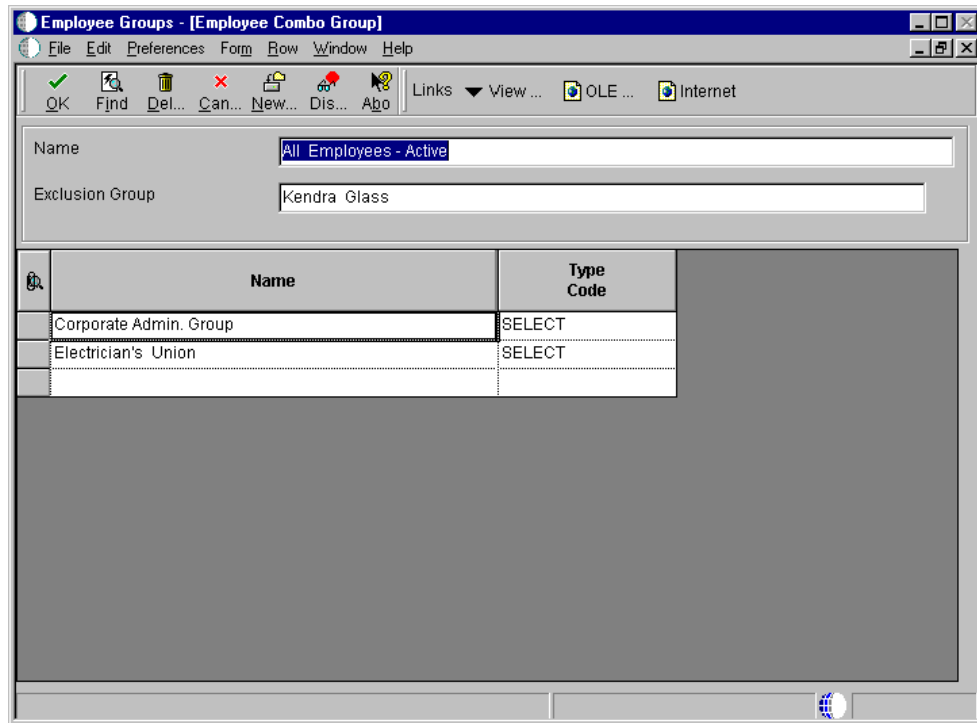 Employee Groups - [Employee Combo Group]
File Edit Preferences Form Row Window Help
OK Find Del... Can... New... Dis... Abo Links View ... OLE ... Internet
Name All Employees - Active
Exclusion Group Kendra Glass
Name Type Code
Corporate Admin. Group SELECT
Electrician's Union SELECT